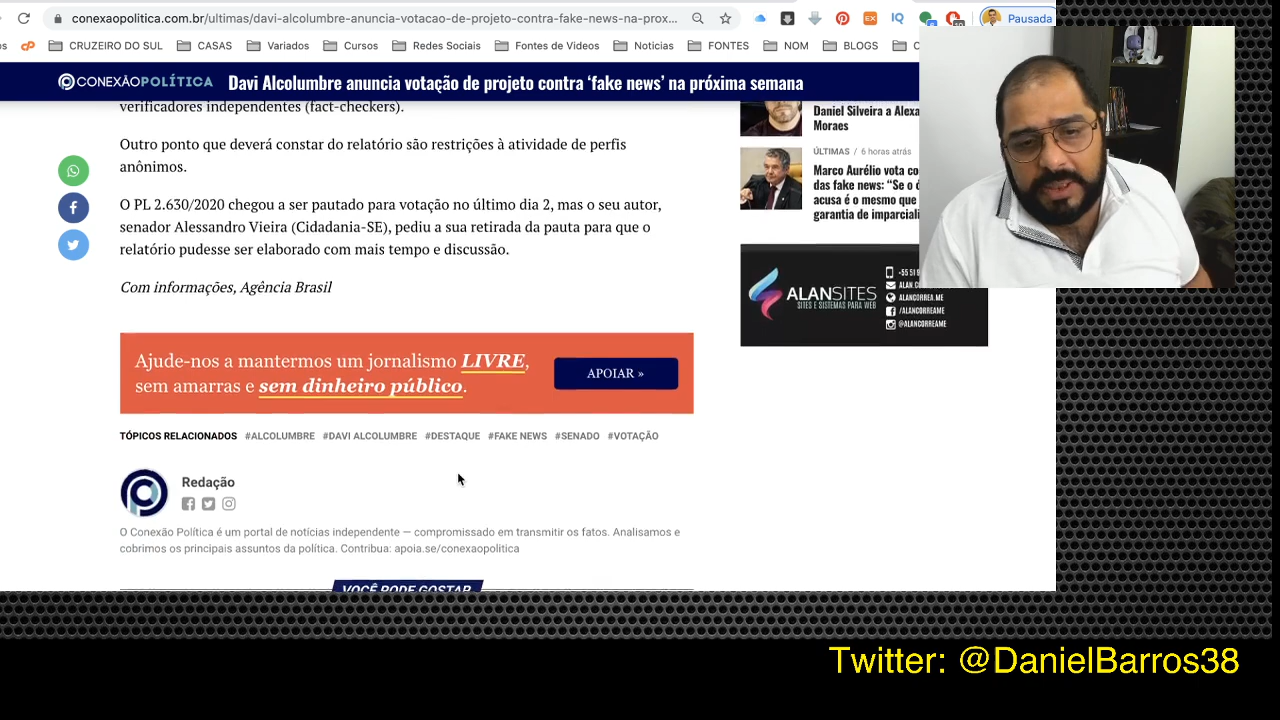 conexaopolitica.com.br/ultimas/davi-alcolumbre-anuncia-votacao-de-projeto-contra-fake-news-na-prox...
EX
IQ
Pausada
CRUZEIRO DO SUL
CASAS
Variados
Cursos
Redes Sociais
Fontes de Videos
Noticias
FONTES
NOM
BLOGS
CONEXÃOPOLÍTICA
Davi Alcolumbre anuncia votação de projeto contra ‘fake news’ na próxima semana
verificadores independentes (fact-checkers).
Outro ponto que deverá constar do relatório são restrições à atividade de perfis
anônimos.
O PL 2.630/2020 chegou a ser pautado para votação no último dia 2, mas o seu autor,
senador Alessandro Vieira (Cidadania-SE), pediu a sua retirada da pauta para que o
relatório pudesse ser elaborado com mais tempo e discussão.
Com informações, Agência Brasil
Ajude-nos a mantermos um jornalismo LIVRE,
sem amarras e sem dinheiro público.
APOIAR »
TÓPICOS RELACIONADOS #ALCOLUMBRE #DAVI ALCOLUMBRE #DESTAQUE #FAKE NEWS #SENADO #VOTAÇÃO
Redação
O Conexão Política é um portal de notícias independente — compromissado em transmitir os fatos. Analisamos e
cobrimos os principais assuntos da política. Contribua: apoia.se/conexaopolitica
VOCÊ PODE GOSTAR
Daniel Silveira a
Moraes
ÚLTIMAS / 6 horas atrás
Marco Aurélio vota
das fake news: “Se o
acusa é o mesmo que
garantia de
ALANSITES
SITES E SISTEMAS PARA WEB
+55 51
/ALANCORREAME
@ALANCORREAME
Twitter: @DanielBarros38